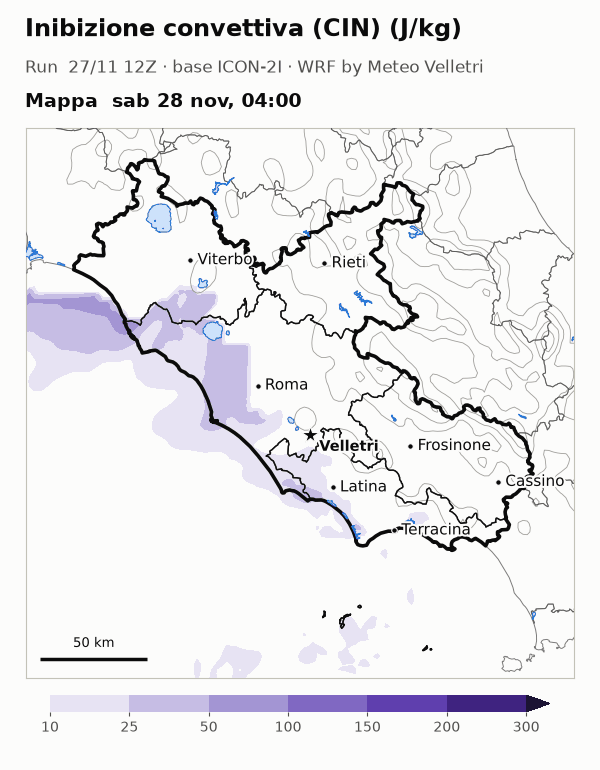 Inibizione convettiva (CIN) (J/kg)
Run  27/11 12Z · base ICON-2I · WRF by Meteo Velletri
Mappa  sab 28 nov, 04:00
Viterbo
Rieti
Roma
Velletri
Frosinone
Cassino
Latina
Terracina
50 km
10 25 50 100 150 200 300